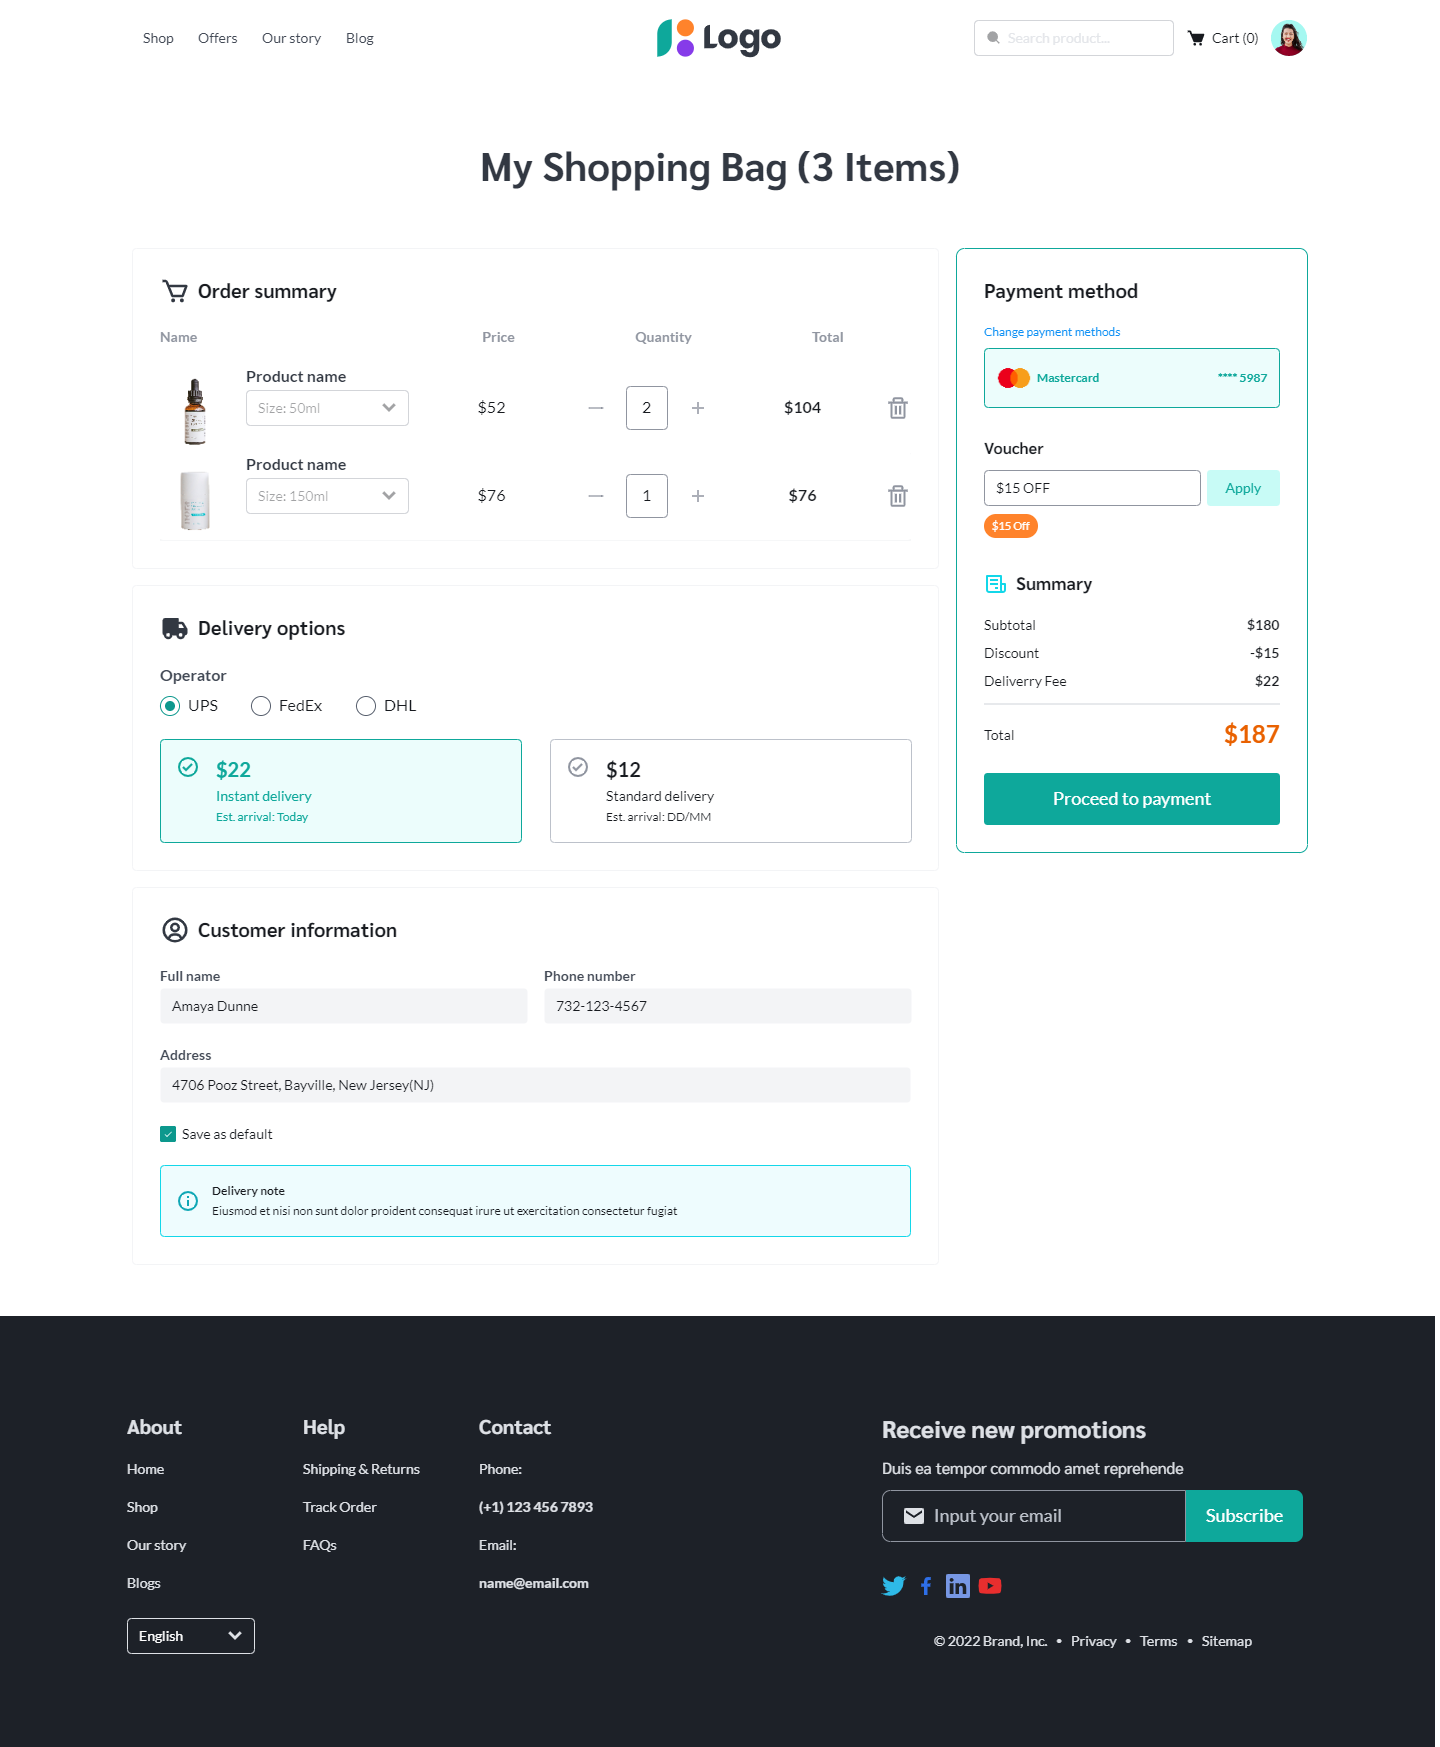 Shop Offers Our story Blog
Logo
Search product...
Cart (0)
My Shopping Bag (3 Items)
Order summary
Name Price Quantity Total
Product name
Size: 50ml
$52 2 $104
Product name
Size: 150ml
$76 1 $76
Delivery options
Operator
UPS FedEx DHL
$22
Instant delivery
Est. arrival: Today
$12
Standard delivery
Est. arrival: DD/MM
Customer information
Full name
Amaya Dunne
Phone number
732-123-4567
Address
4706 Pooz Street, Bayville, New Jersey(NJ)
Save as default
Delivery note
Eiusmod et nisi non sunt dolor proident consequat irure ut exercitation consectetur fugiat
Payment method
Change payment methods
Mastercard **** 5987
Voucher
$15 OFF Apply
$15 Off
Summary
Subtotal $180
Discount -$15
Deliverry Fee $22
Total $187
Proceed to payment
About
Home
Shop
Our story
Blogs
English
Help
Shipping & Returns
Track Order
FAQs
Contact
Phone:
(+1) 123 456 7893
Email:
name@email.com
Receive new promotions
Duis ea tempor commodo amet reprehende
Input your email Subscribe
© 2022 Brand, Inc. • Privacy • Terms • Sitemap